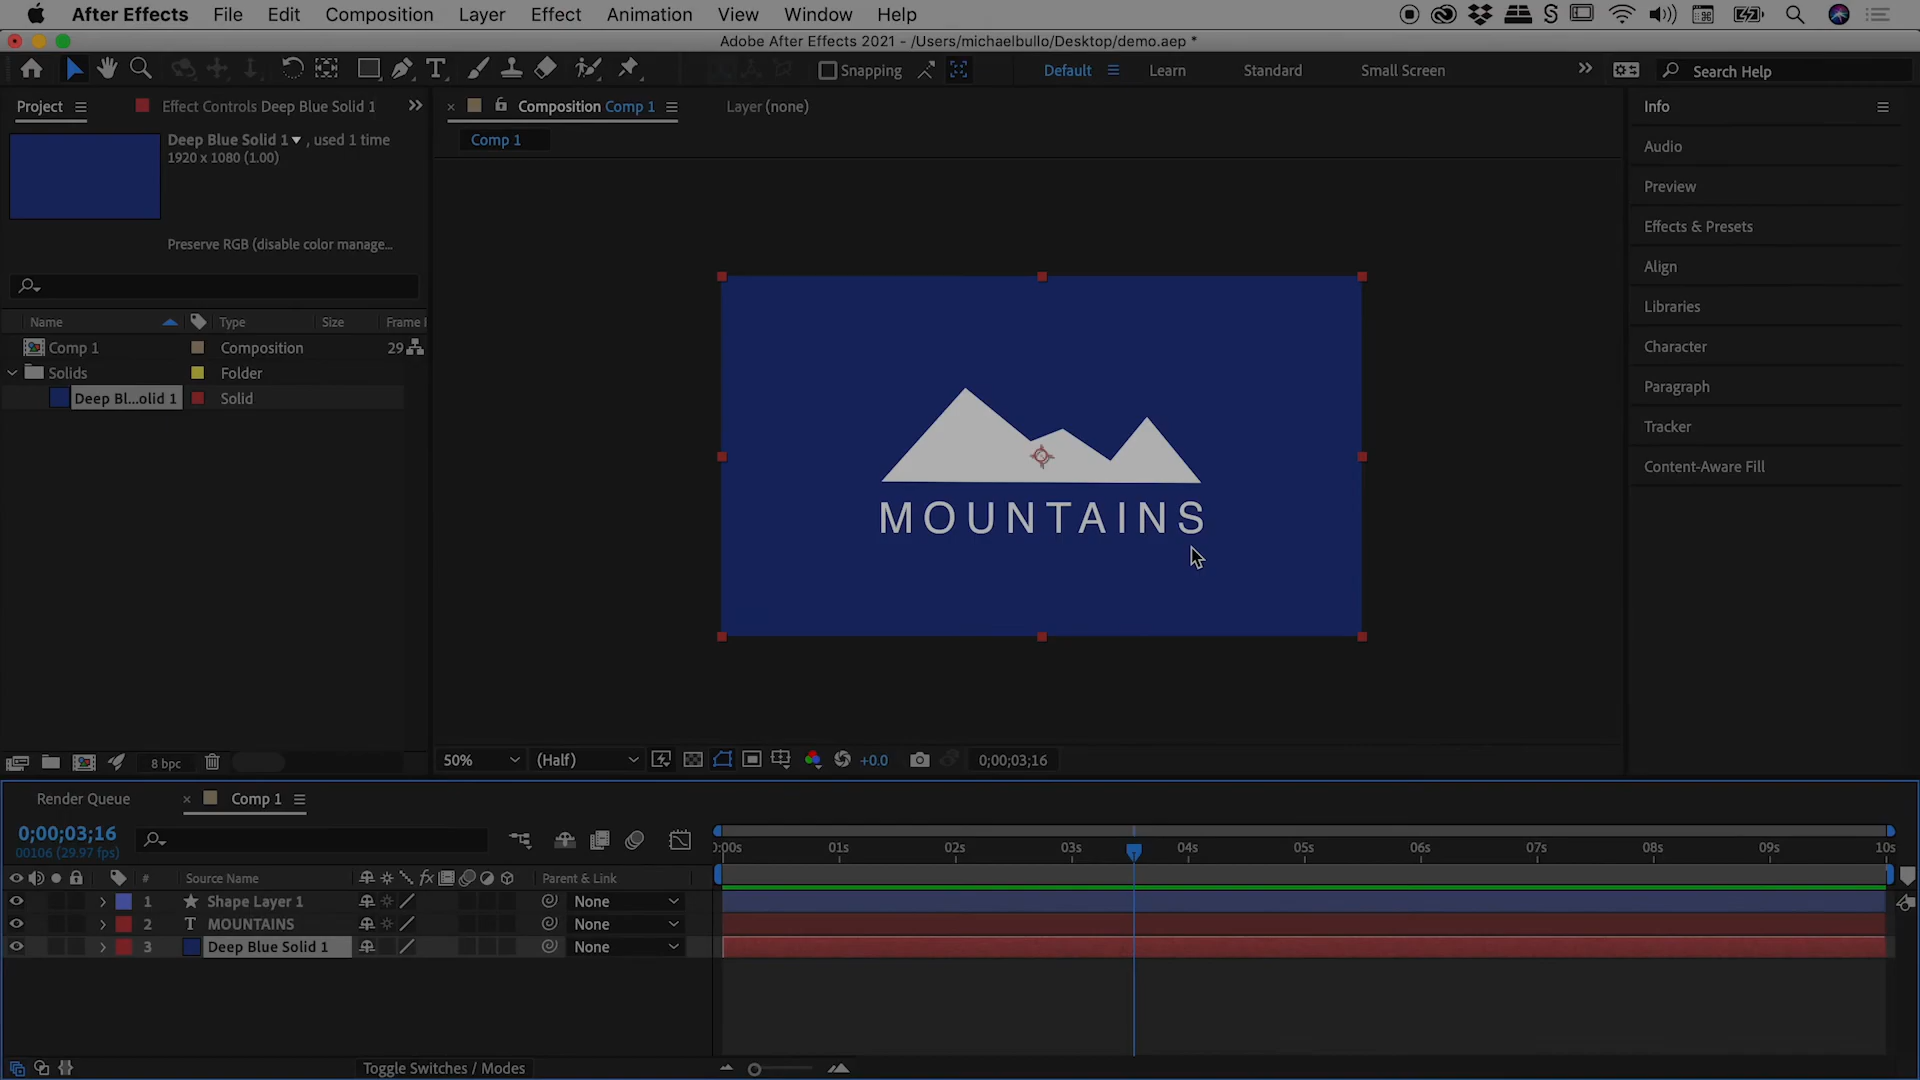 After Effects File Edit Composition Layer Effect Animation View Window Help
Adobe After Effects 2021 - /Users/michaelbullo/Desktop/demo.aep *
Snapping Default Learn Standard Small Screen Search Help
Project Effect Controls Deep Blue Solid 1 Composition Comp 1 Layer (none) Info
Deep Blue Solid 1 , used 1 time
1920 x 1080 (1.00)
Comp 1
Audio
Preview
Effects & Presets
Preserve RGB (disable color manage...
Align
Libraries
Name Type Size Frame
Comp 1 Composition 29
Character
Solids Folder
Paragraph
Deep Bl...olid 1 Solid
Tracker
Content-Aware Fill
MOUNTAINS
8 bpc
50% (Half) +0.0 0;00;03;16
Render Queue Comp 1
0;00;03;16
00106 (29.97 fps)
0:00s 01s 02s 03s 04s 05s 06s 07s 08s 09s 10s
# Source Name fx Parent & Link
1 Shape Layer 1 None
2 T MOUNTAINS None
3 Deep Blue Solid 1 None
Toggle Switches / Modes